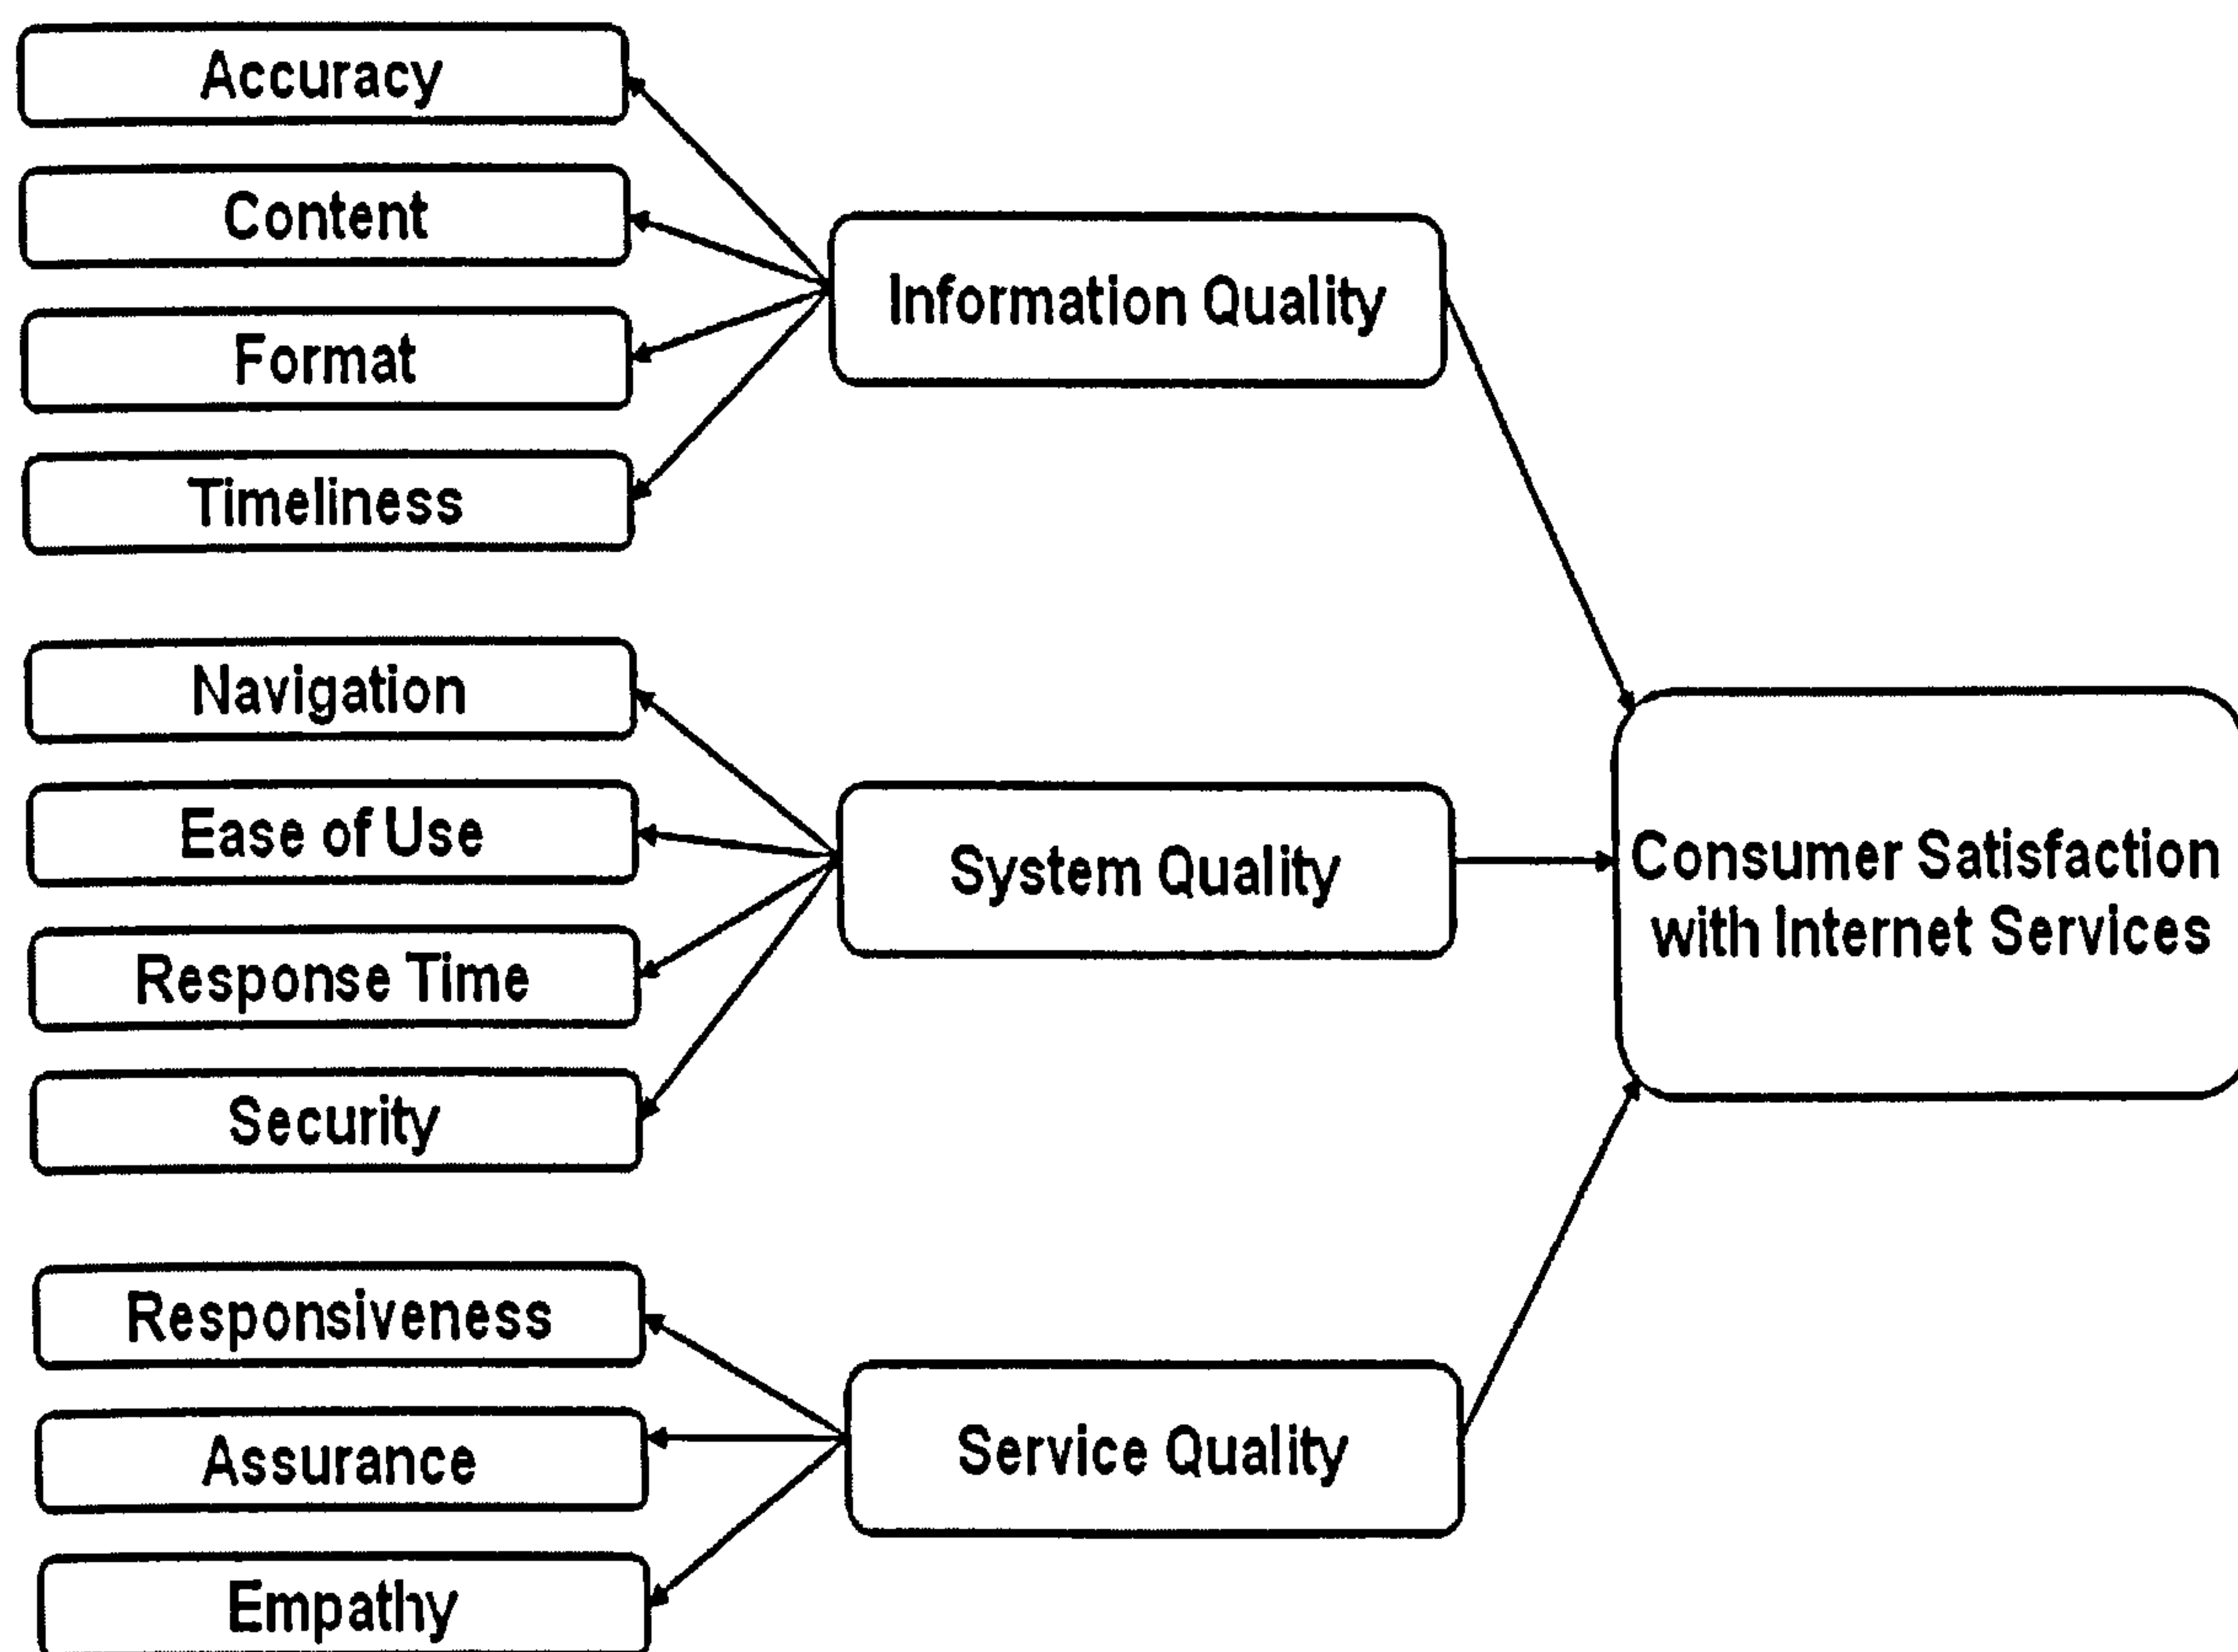 Accuracy
Content
Format
Timeliness
Information Quality
Navigation
Ease of Use
Response Time
Security
System Quality
Responsiveness
Assurance
Empathy
Service Quality
Consumer Satisfaction
with Internet Services